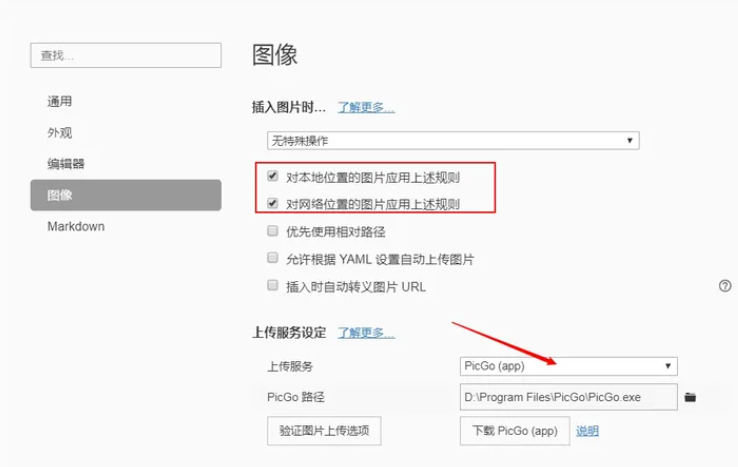 查找...
图像
通用
外观
编辑器
图像
Markdown
插入图片时... 了解更多...
无特殊操作
对本地位置的图片应用上述规则
对网络位置的图片应用上述规则
优先使用相对路径
允许根据 YAML 设置自动上传图片
插入时自动转义图片 URL
上传服务设定 了解更多...
上传服务 PicGo (app)
PicGo 路径 D:\Program Files\PicGo\PicGo.exe
验证图片上传选项 下载 PicGo (app) 说明